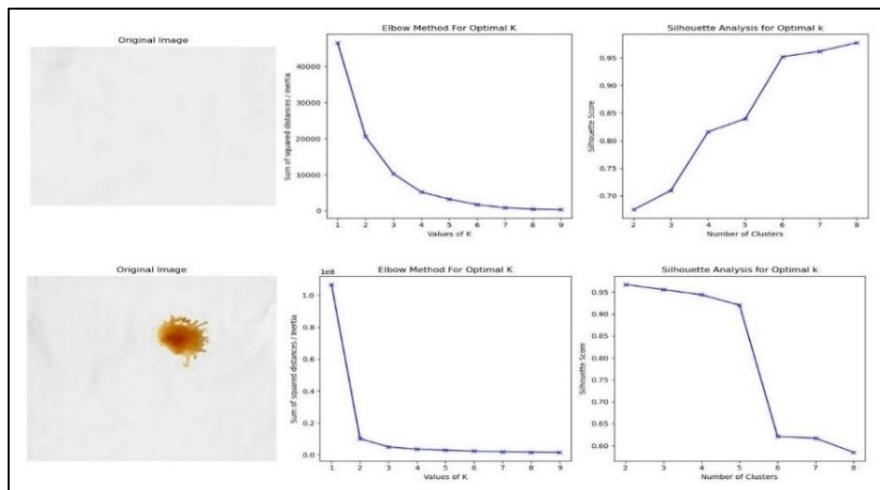 Original Image
Elbow Method For Optimal K
Sum of squared distances / Inertia
40000
30000
20000
10000
0
1 2 3 4 5 6 7 8 9
Values of K
Silhouette Analysis for Optimal k
Silhouette Score
0.95
0.90
0.85
0.80
0.75
0.70
2 3 4 5 6 7 8
Number of Clusters
Original Image
Elbow Method For Optimal K
1e8
Sum of squared distances / Inertia
1.0
0.8
0.6
0.4
0.2
0.0
1 2 3 4 5 6 7 8 9
Values of K
Silhouette Analysis for Optimal k
Silhouette Score
0.95
0.90
0.85
0.80
0.75
0.70
0.65
0.60
2 3 4 5 6 7 8
Number of Clusters